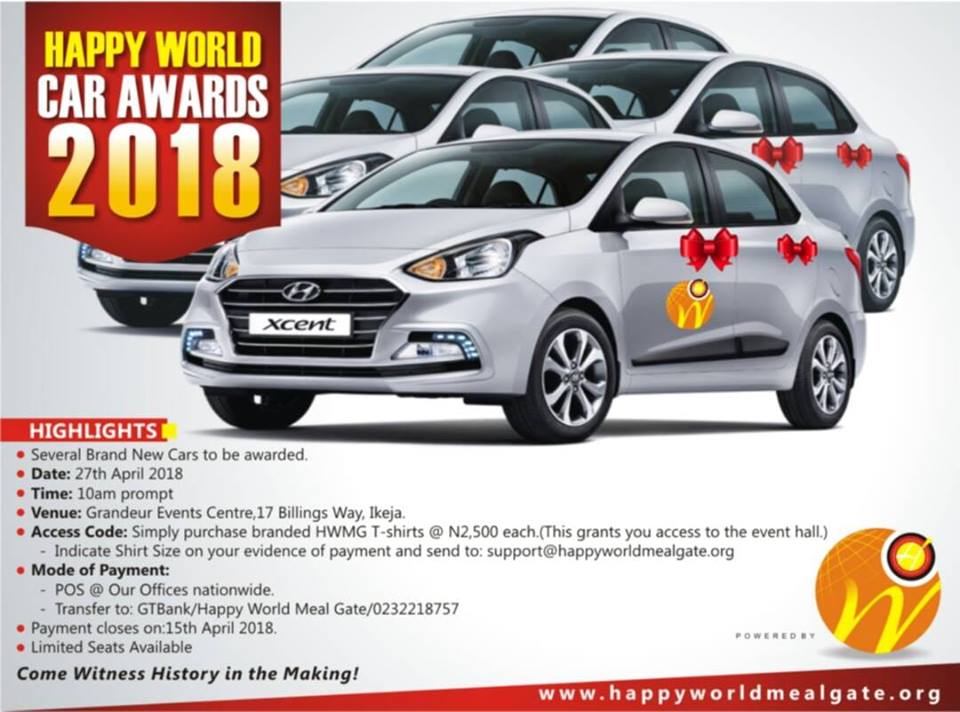 HAPPY WORLD
CAR AWARDS
2018
xcent
HIGHLIGHTS
• Several Brand New Cars to be awarded.
• Date: 27th April 2018
• Time: 10am prompt
• Venue: Grandeur Events Centre,17 Billings Way, Ikeja.
• Access Code: Simply purchase branded HWMG T-shirts @ N2,500 each.(This grants you access to the event hall.)
- Indicate Shirt Size on your evidence of payment and send to: support@happyworldmealgate.org
• Mode of Payment:
- POS @ Our Offices nationwide.
- Transfer to: GTBank/Happy World Meal Gate/0232218757
• Payment closes on:15th April 2018.
• Limited Seats Available
POWERED BY
Come Witness History in the Making!
www.happyworldmealgate.org